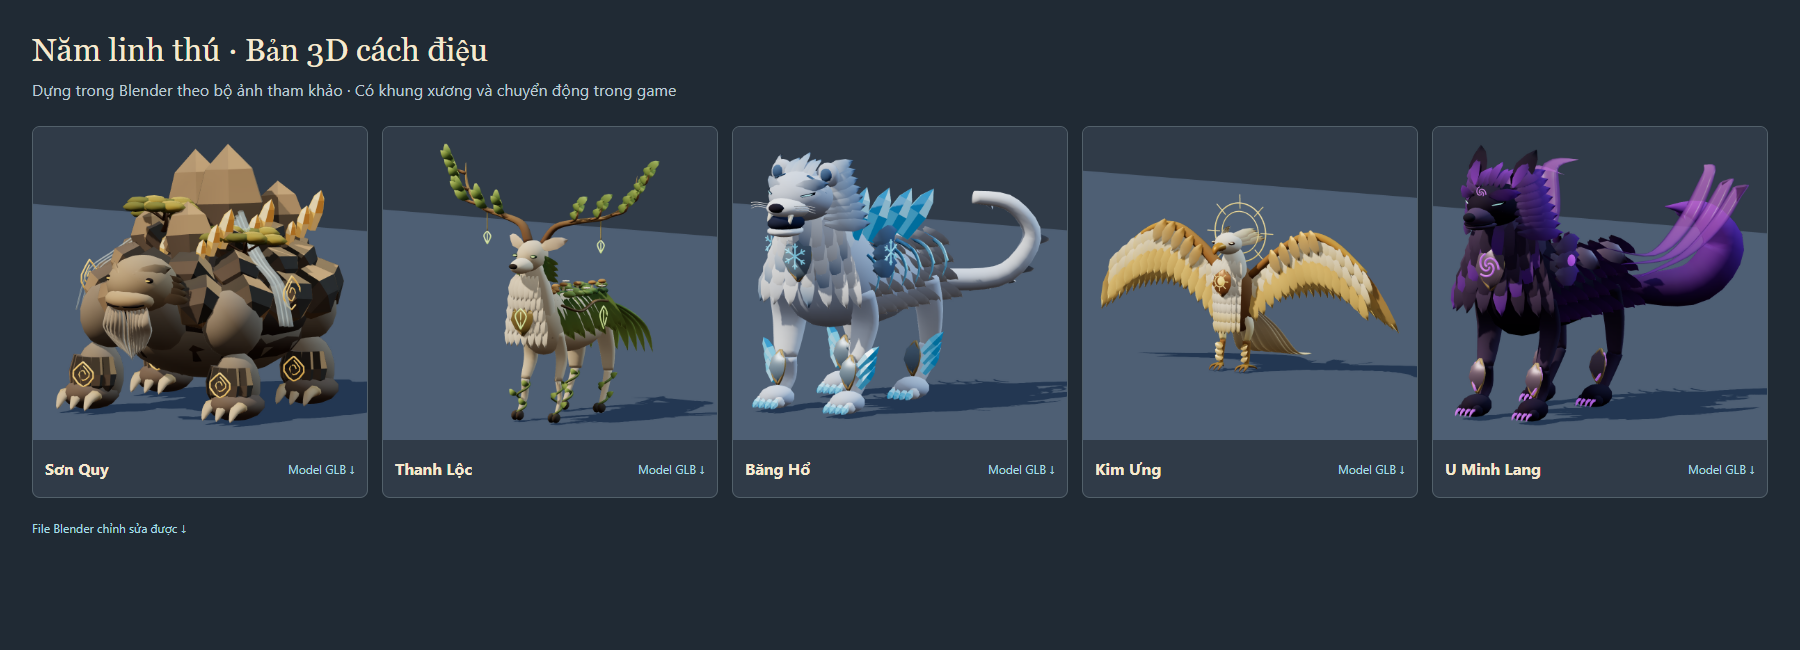 Năm linh thú · Bản 3D cách điệu
Dựng trong Blender theo bộ ảnh tham khảo · Có khung xương và chuyển động trong game
Sơn Quy
Model GLB ↓
Thanh Lộc
Model GLB ↓
Băng Hổ
Model GLB ↓
Kim Ưng
Model GLB ↓
U Minh Lang
Model GLB ↓
File Blender chỉnh sửa được ↓